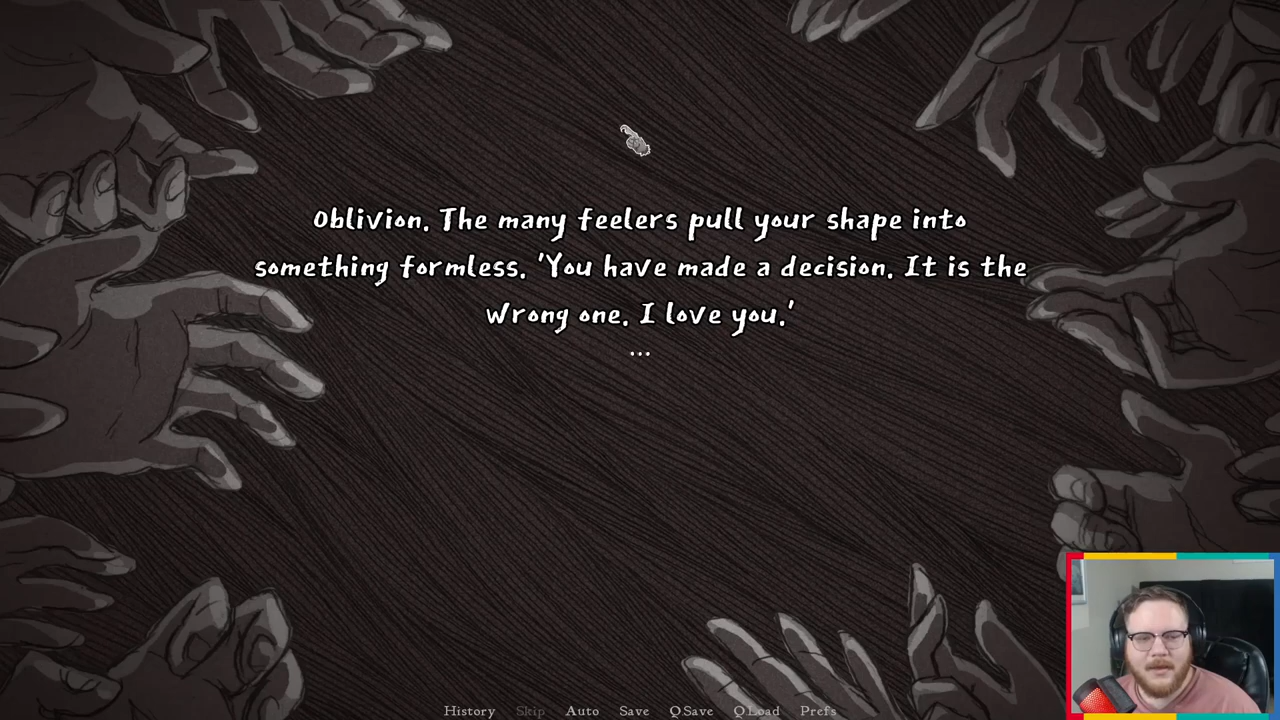 Oblivion. The many feelers pull your shape into
something formless. 'You have made a decision. It is the
wrong one. I love you.'
...
History Skip Auto Save Q.Save Q.Load Prefs